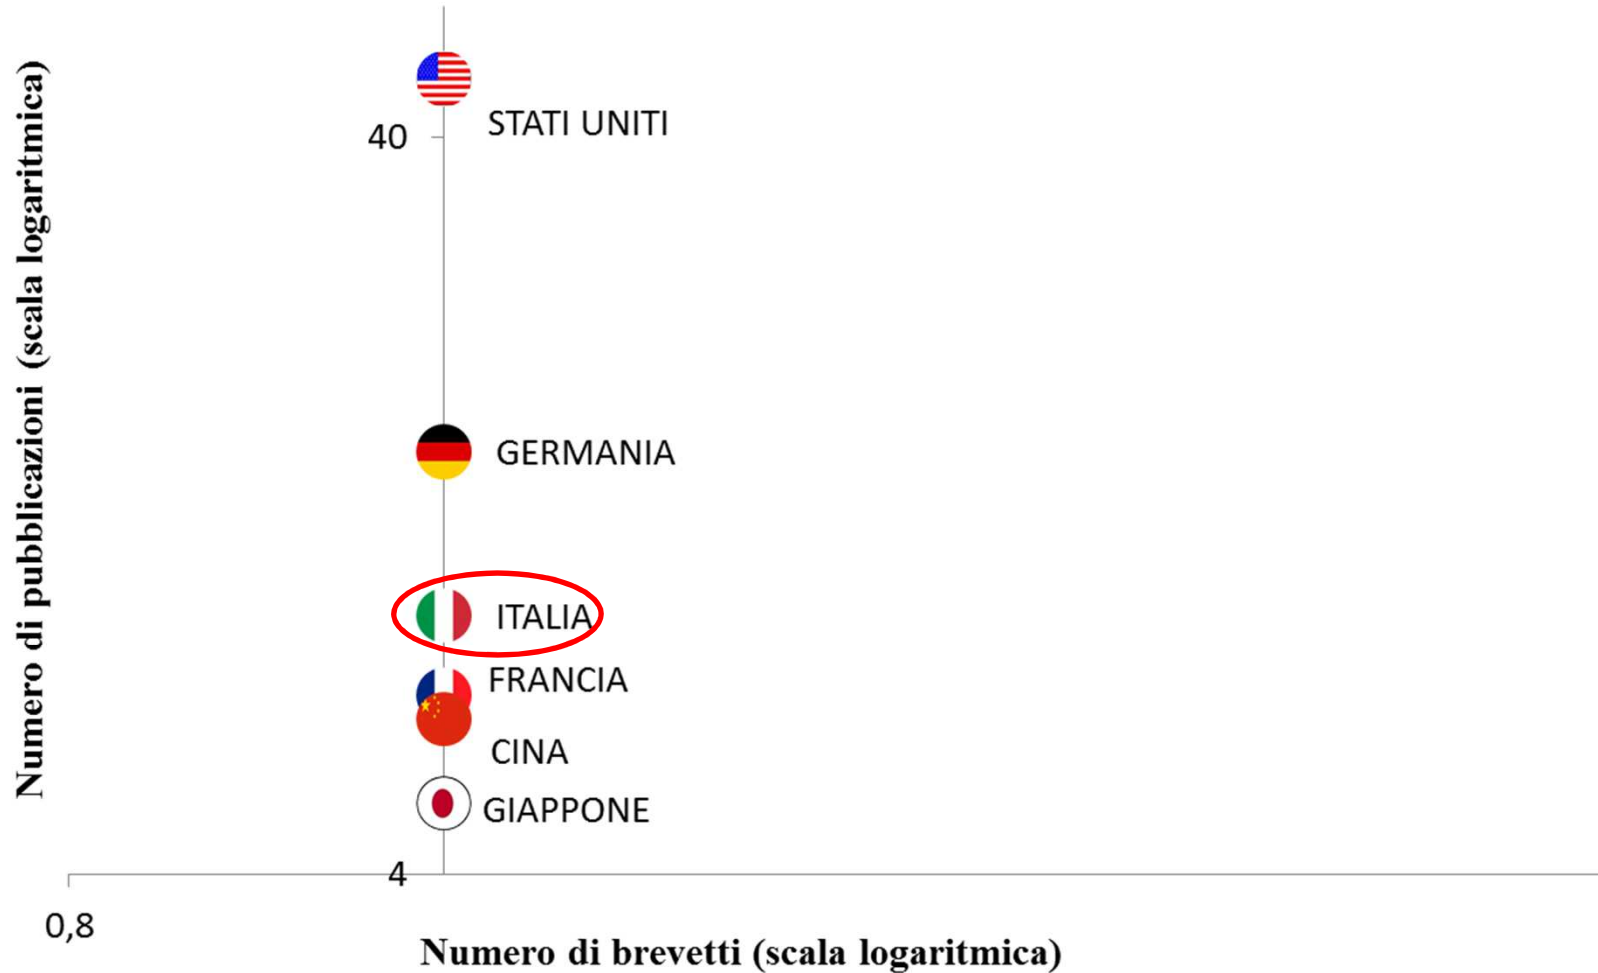 Numero di pubblicazioni (scala logaritmica)
STATI UNITI
40
GERMANIA
ITALIA
FRANCIA
CINA
GIAPPONE
4
0,8
Numero di brevetti (scala logaritmica)